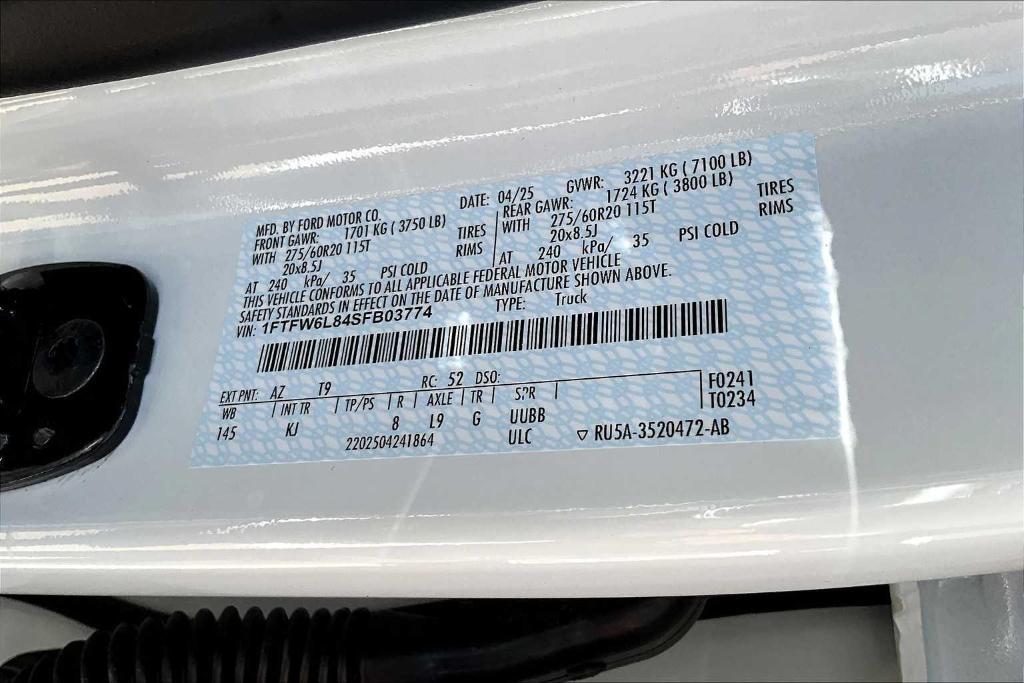 MFD. BY FORD MOTOR CO. DATE: 04/25 GVWR: 3221 KG ( 7100 LB)
FRONT GAWR: 1701 KG ( 3750 LB) REAR GAWR: 1724 KG ( 3800 LB)
WITH 275/60R20 115T TIRES WITH 275/60R20 115T TIRES
20x8.5J RIMS 20x8.5J RIMS
AT 240 kPa/ 35 PSI COLD AT 240 kPa/ 35 PSI COLD
THIS VEHICLE CONFORMS TO ALL APPLICABLE FEDERAL MOTOR VEHICLE
SAFETY STANDARDS IN EFFECT ON THE DATE OF MANUFACTURE SHOWN ABOVE.
VIN: 1FTFW6L84SFB03774 TYPE: Truck
EXT PNT: AZ T9 RC: 52 DSO:
WB INT TR TP/PS R AXLE TR SPR F0241
145 KJ 8 L9 G UUBB T0234
2202504241864 ULC ▽ RU5A-3520472-AB